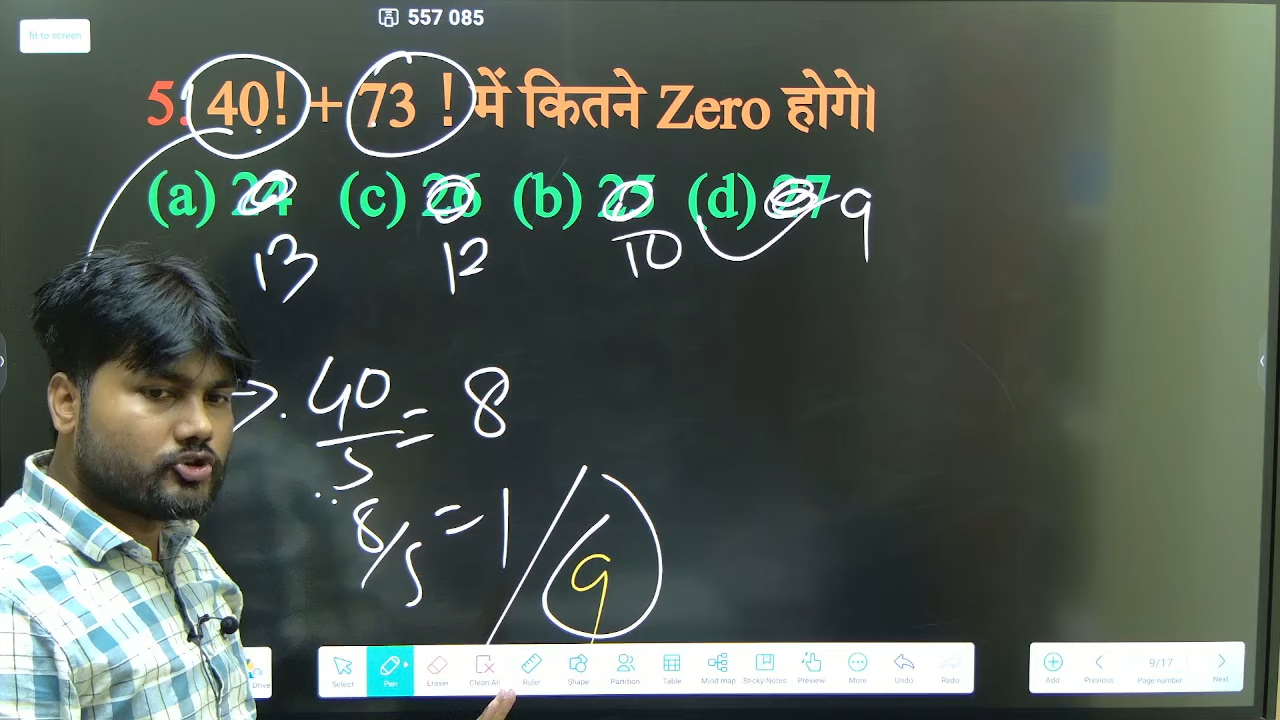 fit to screen
557 085
5. 40! + 73 ! में कितने Zero होगे।
(a) 24 (c) 26 (b) 25 (d) 27 9
13 12 10
40/5 = 8
8/5 = 1
9
Drive
Select Pen Eraser Clean All Ruler Shape Partition Table Mind map Sticky Notes Preview More Undo Redo
9/17
Add Previous Page number Next